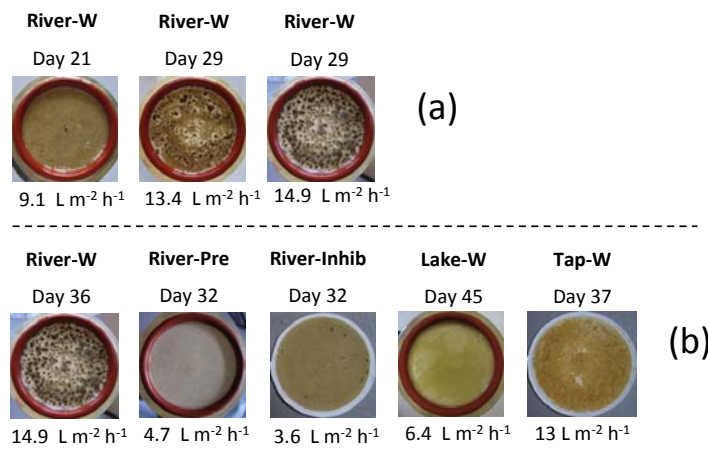 River-W River-W River-W
Day 21 Day 29 Day 29
(a)
9.1 L m⁻² h⁻¹ 13.4 L m⁻² h⁻¹ 14.9 L m⁻² h⁻¹
River-W River-Pre River-Inhib Lake-W Tap-W
Day 36 Day 32 Day 32 Day 45 Day 37
(b)
14.9 L m⁻² h⁻¹ 4.7 L m⁻² h⁻¹ 3.6 L m⁻² h⁻¹ 6.4 L m⁻² h⁻¹ 13 L m⁻² h⁻¹